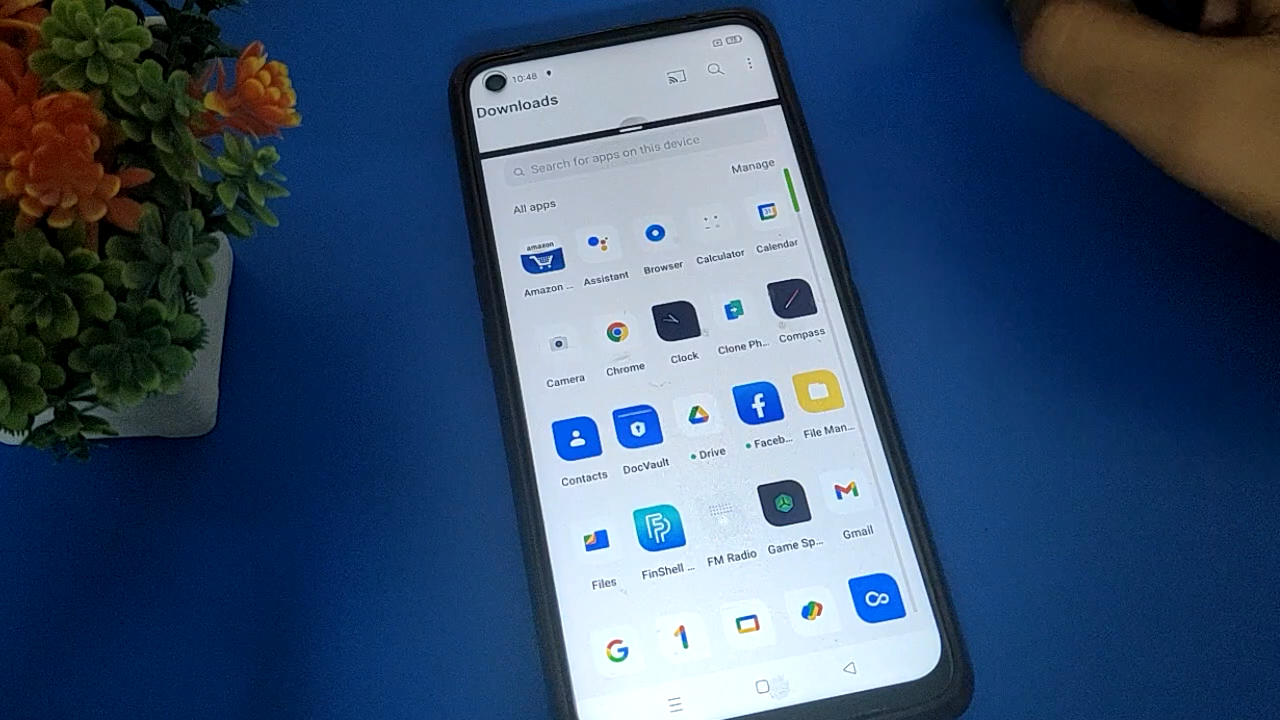 10:48
Downloads
Search for apps on this device
Manage
All apps
amazon
31
Amazon ... Assistant Browser Calculator Calendar
Camera Chrome Clock Clone Ph... Compass
Contacts DocVault Drive Faceb... File Man...
Files FinShell ... FM Radio Game Sp... Gmail